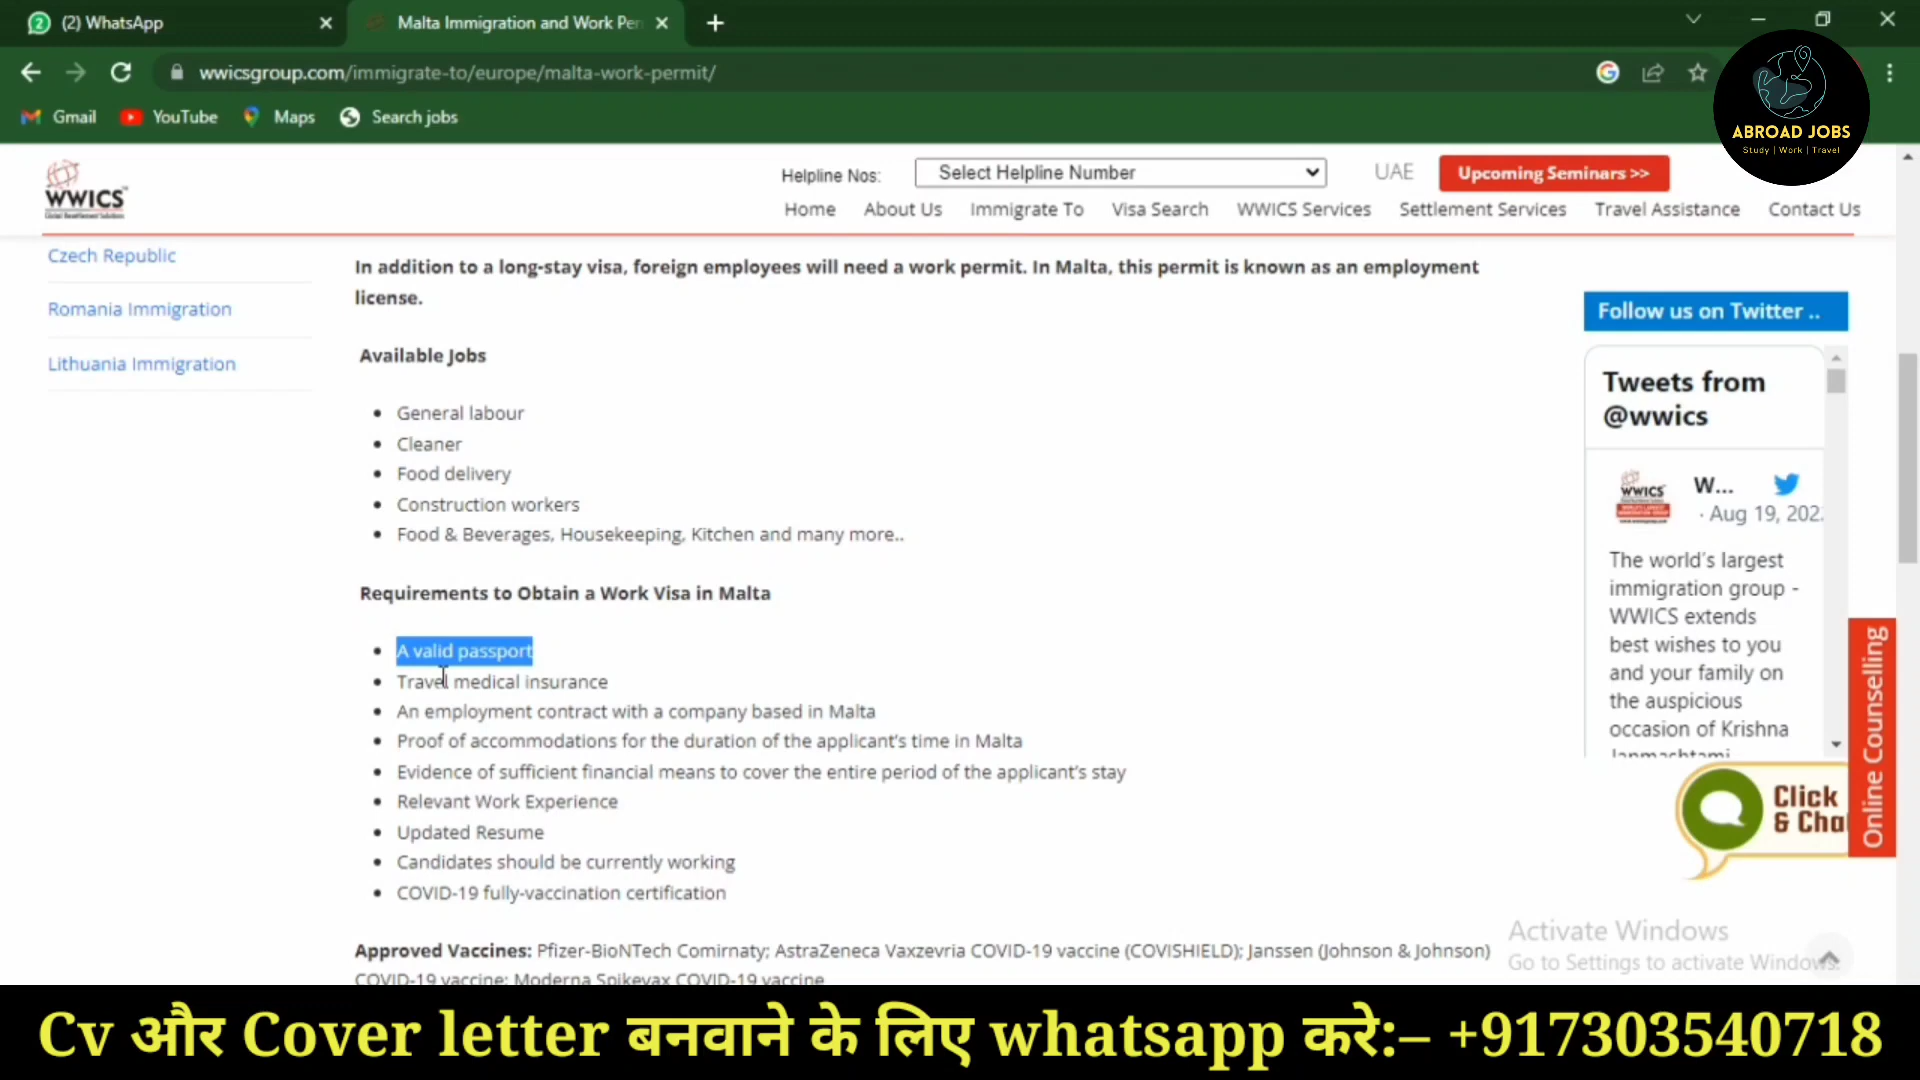 (2) WhatsApp
Malta Immigration and Work Per
wwicsgroup.com/immigrate-to/europe/malta-work-permit/
Gmail
YouTube
Maps
Search jobs
ABROAD JOBS
Study | Work | Travel
WWICS
Helpline Nos:
Select Helpline Number
UAE
Upcoming Seminars >>
Home
About Us
Immigrate To
Visa Search
WWICS Services
Settlement Services
Travel Assistance
Contact Us
Czech Republic
Romania Immigration
Lithuania Immigration
In addition to a long-stay visa, foreign employees will need a work permit. In Malta, this permit is known as an employment
license.
Available Jobs
General labour
Cleaner
Food delivery
Construction workers
Food & Beverages, Housekeeping, Kitchen and many more..
Requirements to Obtain a Work Visa in Malta
A valid passport
Travel medical insurance
An employment contract with a company based in Malta
Proof of accommodations for the duration of the applicant's time in Malta
Evidence of sufficient financial means to cover the entire period of the applicant's stay
Relevant Work Experience
Updated Resume
Candidates should be currently working
COVID-19 fully-vaccination certification
Approved Vaccines: Pfizer-BioNTech Comirnaty; AstraZeneca Vaxzevria COVID-19 vaccine (COVISHIELD); Janssen (Johnson & Johnson)
COVID-19 vaccine; Moderna Spikevax COVID-19 vaccine
Follow us on Twitter ..
Tweets from
@wwics
WWICS
W...
· Aug 19, 202
The world's largest
immigration group -
WWICS extends
best wishes to you
and your family on
the auspicious
occasion of Krishna
Janmashtami
Click
& Cha
Online Counselling
Activate Windows
Go to Settings to activate Windows.
Cv और Cover letter बनवाने के लिए whatsapp करे:– +917303540718